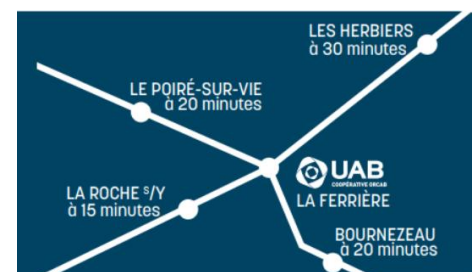 LES HERBIERS
à 30 minutes
LE POIRÉ-SUR-VIE
à 20 minutes
UAB
COOPÉRATIVE ORCAB
LA FERRIÈRE
LA ROCHE S/Y
à 15 minutes
BOURNEZEAU
à 20 minutes